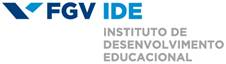 FGV IDE
INSTITUTO DE
DESENVOLVIMENTO
EDUCACIONAL